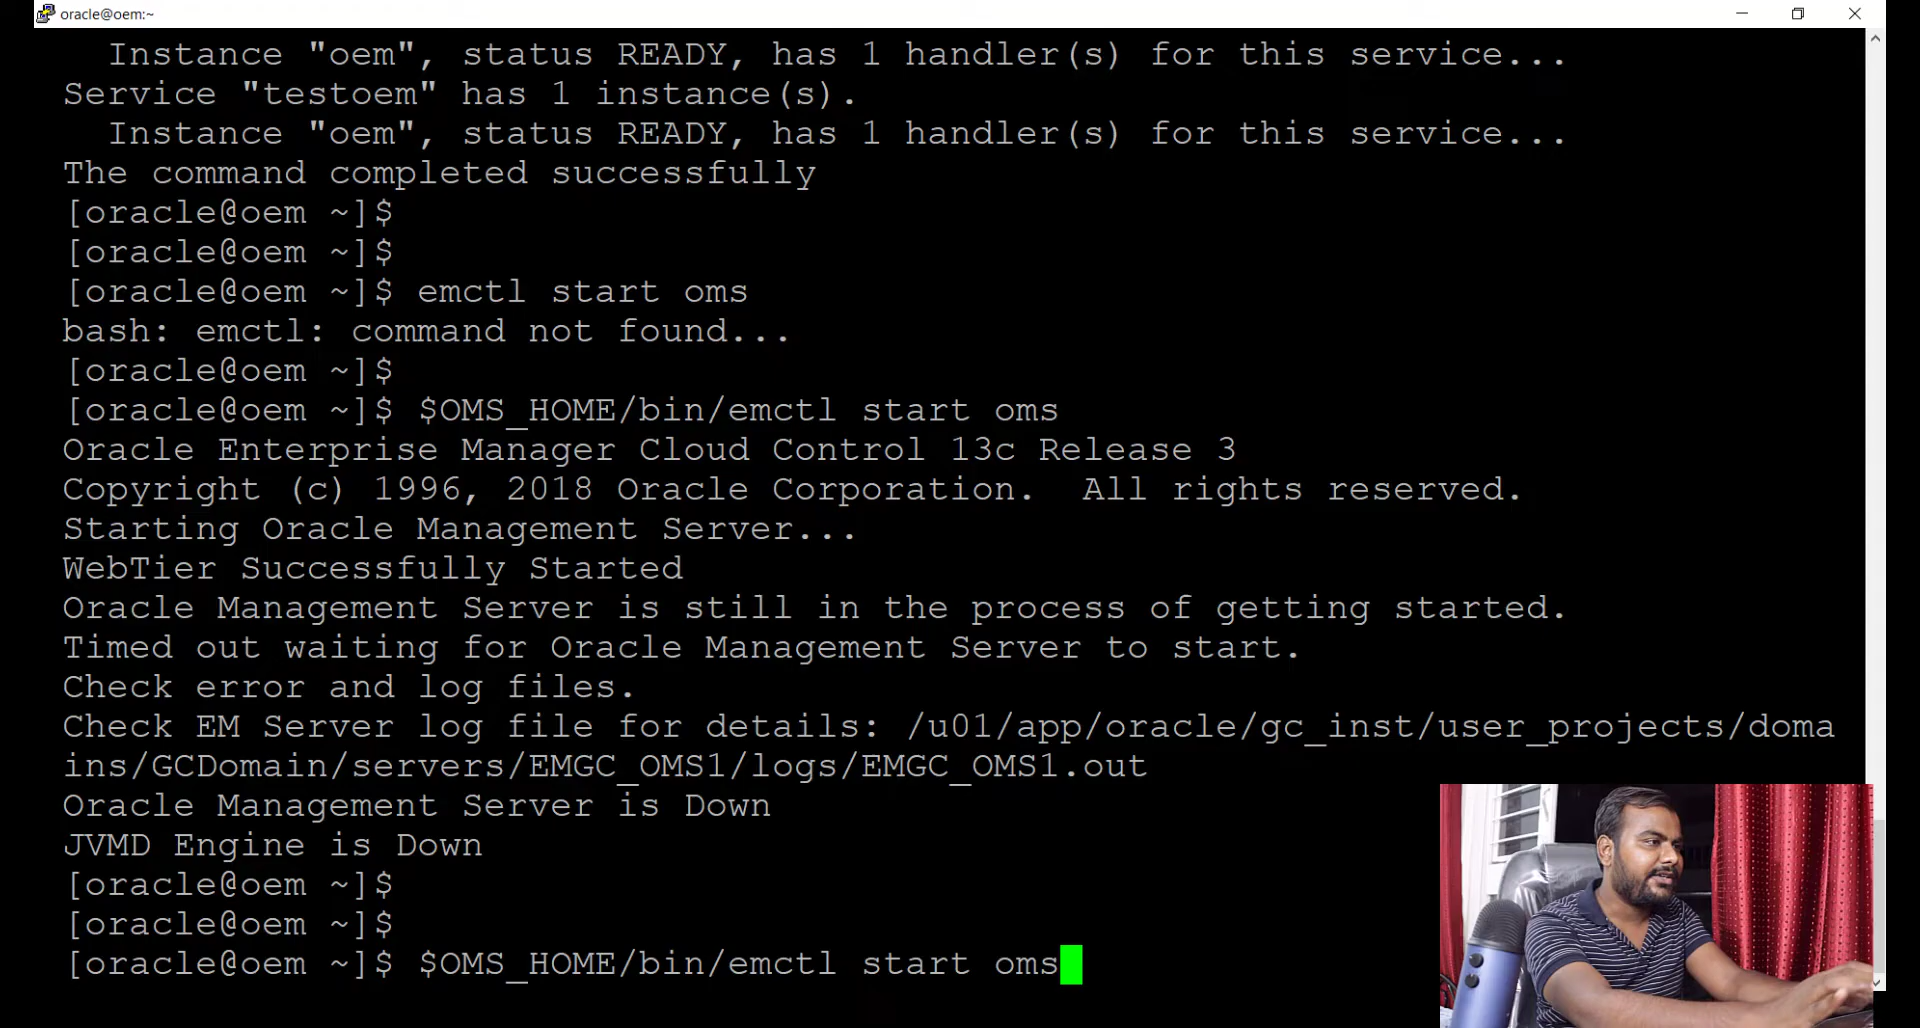 oracle@oem:~
Instance "oem", status READY, has 1 handler(s) for this service...
Service "testoem" has 1 instance(s).
Instance "oem", status READY, has 1 handler(s) for this service...
The command completed successfully
[oracle@oem ~]$
[oracle@oem ~]$
[oracle@oem ~]$ emctl start oms
bash: emctl: command not found...
[oracle@oem ~]$
[oracle@oem ~]$ $OMS_HOME/bin/emctl start oms
Oracle Enterprise Manager Cloud Control 13c Release 3
Copyright (c) 1996, 2018 Oracle Corporation.  All rights reserved.
Starting Oracle Management Server...
WebTier Successfully Started
Oracle Management Server is still in the process of getting started.
Timed out waiting for Oracle Management Server to start.
Check error and log files.
Check EM Server log file for details: /u01/app/oracle/gc_inst/user_projects/doma
ins/GCDomain/servers/EMGC_OMS1/logs/EMGC_OMS1.out
Oracle Management Server is Down
JVMD Engine is Down
[oracle@oem ~]$
[oracle@oem ~]$
[oracle@oem ~]$ $OMS_HOME/bin/emctl start oms